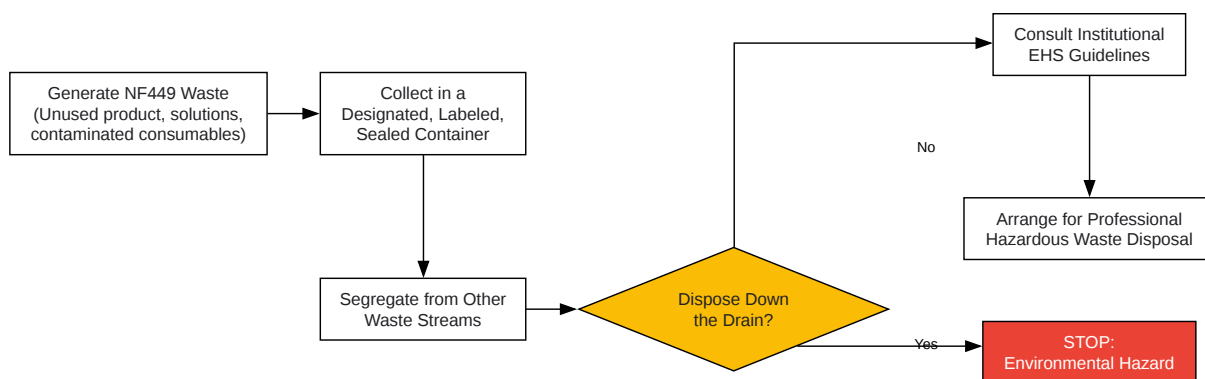 Generate NF449 Waste
(Unused product, solutions,
contaminated consumables)
Collect in a
Designated, Labeled,
Sealed Container
Segregate from Other
Waste Streams
Dispose Down
the Drain?
No
Consult Institutional
EHS Guidelines
Arrange for Professional
Hazardous Waste Disposal
Yes
STOP:
Environmental Hazard